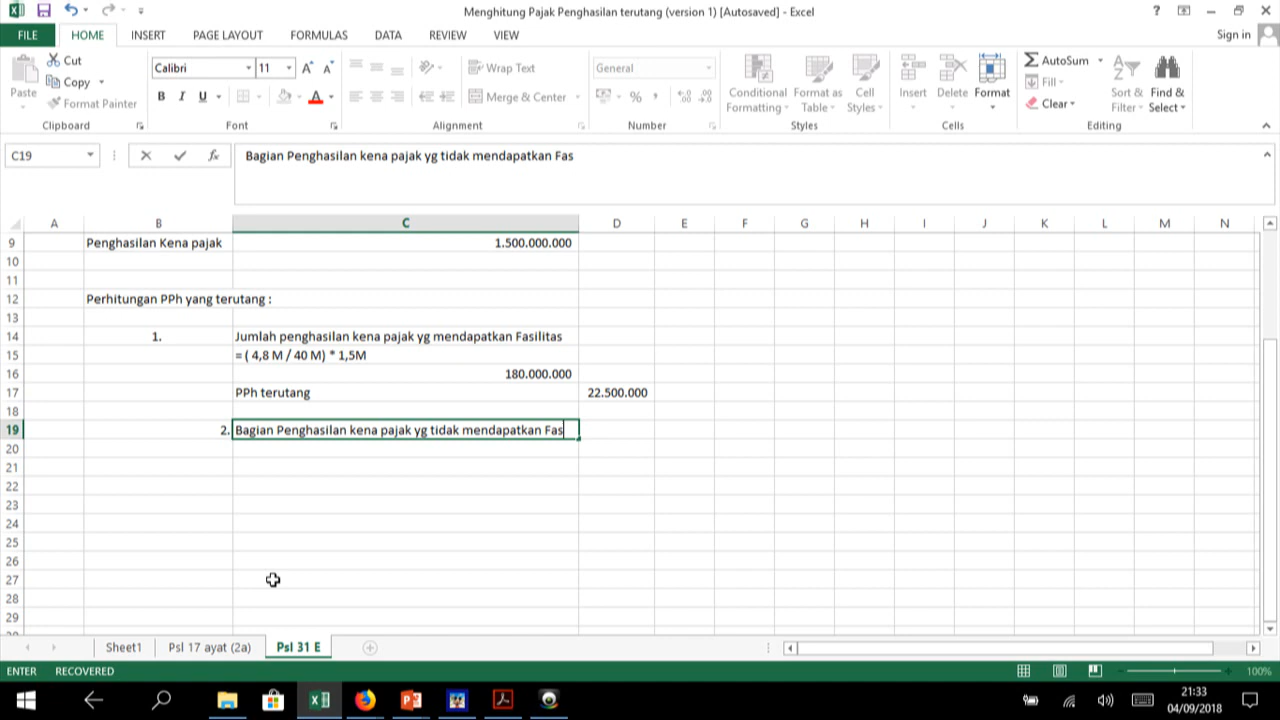 Menghitung Pajak Penghasilan terutang (version 1) [Autosaved] - Excel
FILE HOME INSERT PAGE LAYOUT FORMULAS DATA REVIEW VIEW Sign in
Paste
Cut
Copy
Format Painter
Clipboard
Calibri 11
B I U A
Font
Wrap Text
Merge & Center
Alignment
General
%
Number
Conditional Formatting
Format as Table
Cell Styles
Styles
Insert Delete Format
Cells
AutoSum
Fill
Clear
Sort & Filter
Find & Select
Editing
C19 fx Bagian Penghasilan kena pajak yg tidak mendapatkan Fas
A B C D E F G H I J K L M N
9 Penghasilan Kena pajak 1.500.000.000
10
11
12 Perhitungan PPh yang terutang :
13
14 1. Jumlah penghasilan kena pajak yg mendapatkan Fasilitas
15 = ( 4,8 M / 40 M) * 1,5M
16 180.000.000
17 PPh terutang 22.500.000
18
19 2. Bagian Penghasilan kena pajak yg tidak mendapatkan Fas
20
21
22
23
24
25
26
27
28
29
Sheet1 Psl 17 ayat (2a) Psl 31 E
ENTER RECOVERED 100%
21:33
04/09/2018